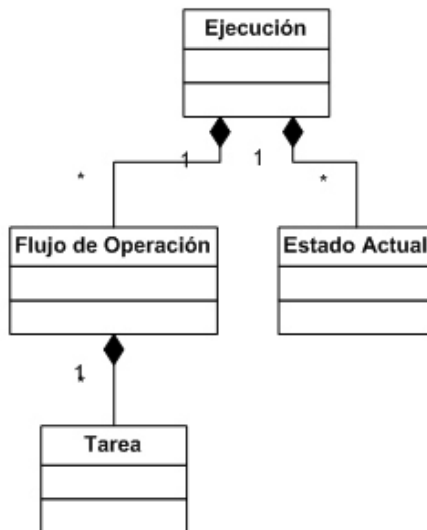 Ejecución
1
1
*
*
Flujo de Operación
Estado Actual
1
*
Tarea